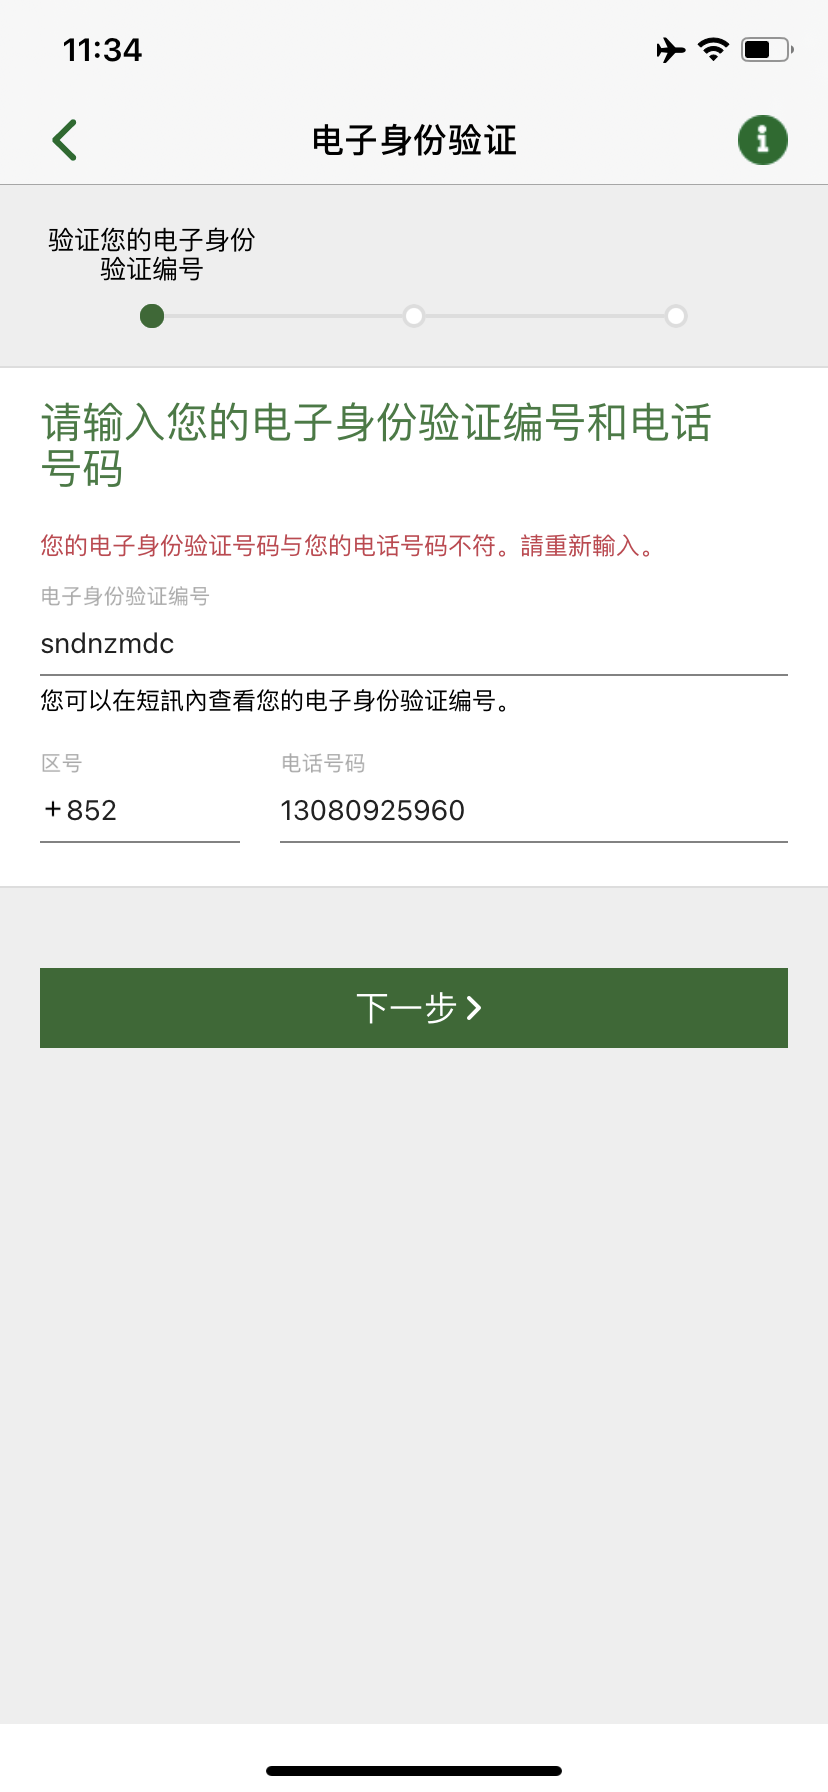 11:34
电子身份验证
验证您的电子身份
验证编号
请输入您的电子身份验证编号和电话
号码
您的电子身份验证号码与您的电话号码不符。請重新輸入。
电子身份验证编号
sndnzmdc
您可以在短訊內查看您的电子身份验证编号。
区号 电话号码
+852 13080925960
下一步